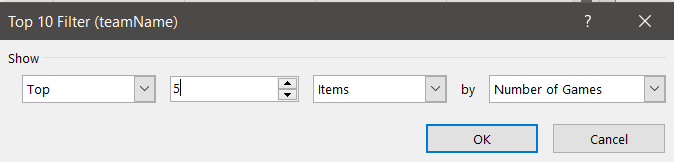 Top 10 Filter (teamName) ?
Show
Top 5 Items by Number of Games
OK Cancel